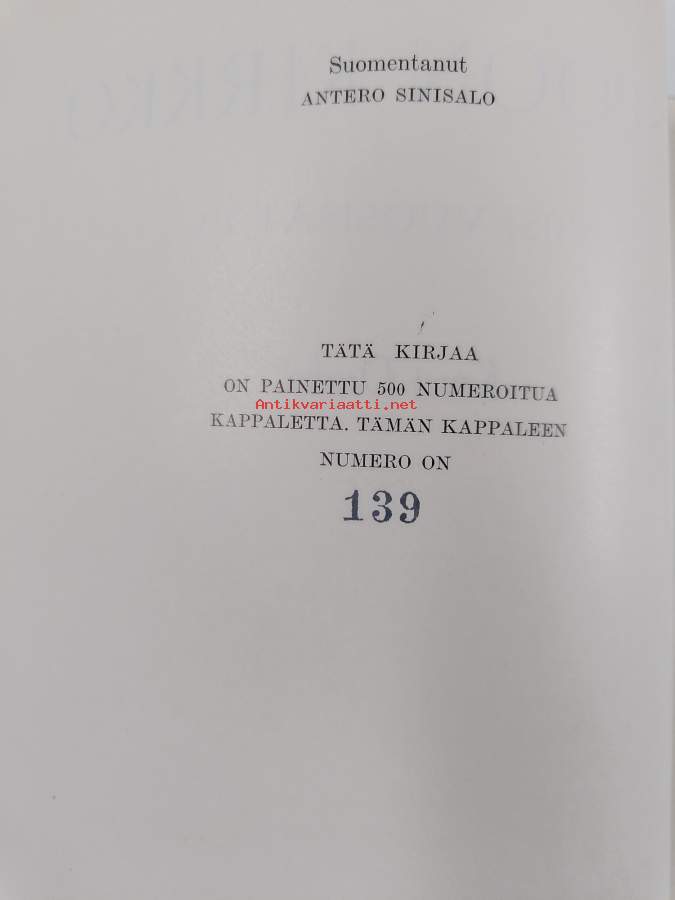 Suomentanut
ANTERO SINISALO
TÄTÄ KIRJAA
ON PAINETTU 500 NUMEROITUA
Antikvariaatti.net
KAPPALETTA. TÄMÄN KAPPALEEN
NUMERO ON
139